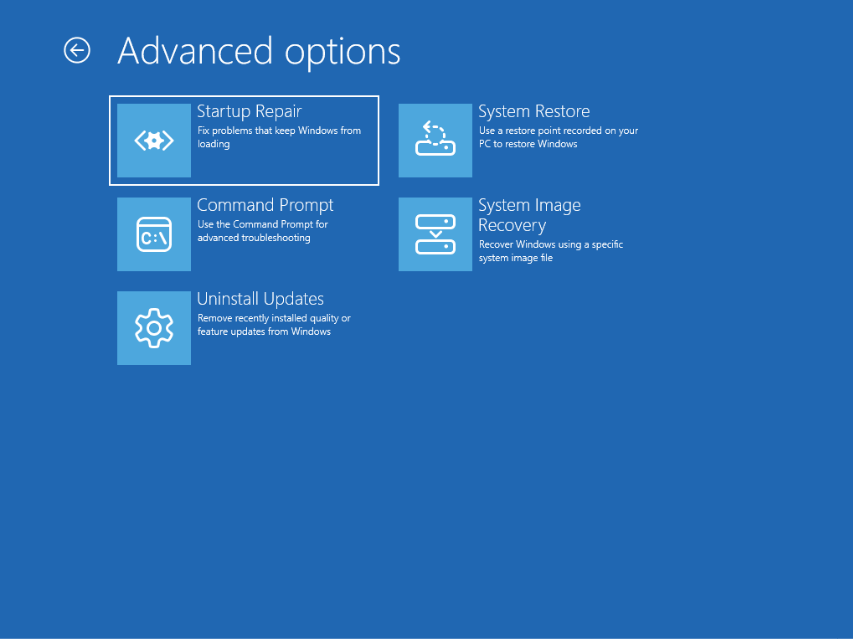 Advanced options
Startup Repair
Fix problems that keep Windows from
loading
System Restore
Use a restore point recorded on your
PC to restore Windows
C:\
Command Prompt
Use the Command Prompt for
advanced troubleshooting
System Image
Recovery
Recover Windows using a specific
system image file
Uninstall Updates
Remove recently installed quality or
feature updates from Windows